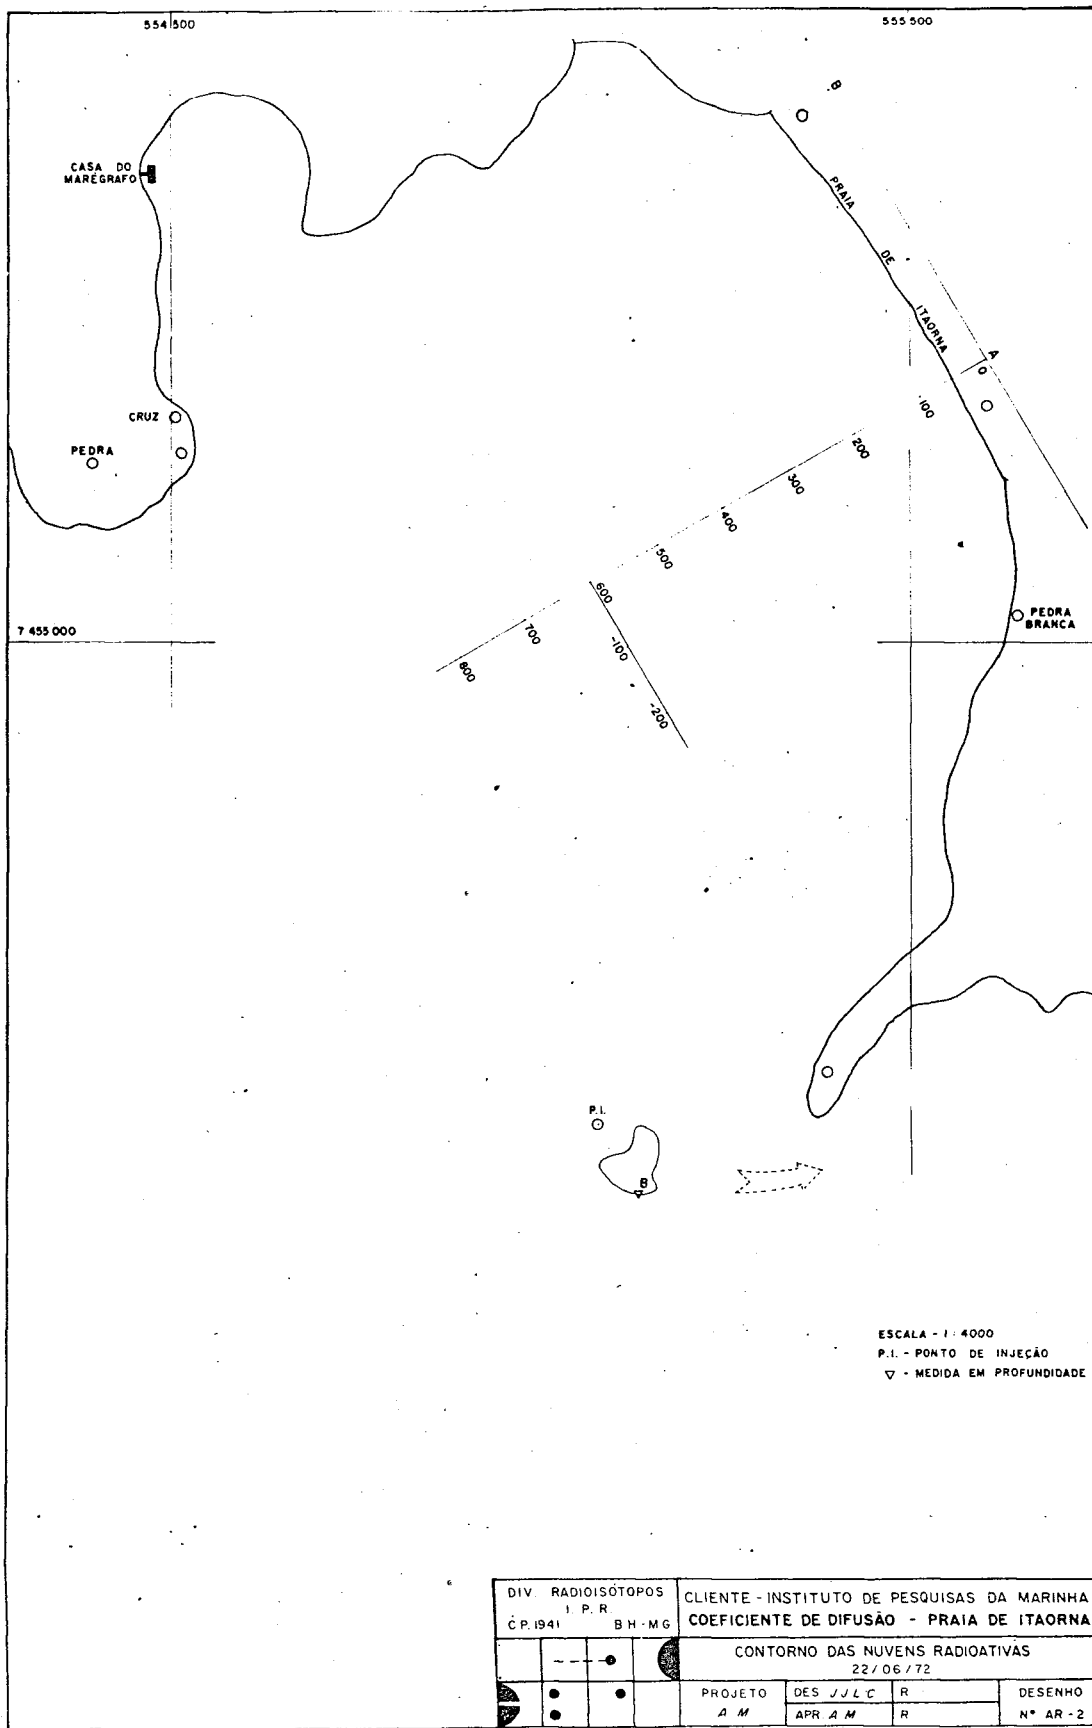 554 500
555 500
B
CASA DO
MARÉGRAFO
PRAIA DE ITAORNA
A
0
100
CRUZ
PEDRA
200
300
400
500
600
700
800
-100
-200
7 455 000
PEDRA
BRANCA
P.I.
B
ESCALA - 1:4000
P.I. - PONTO DE INJEÇÃO
▽ - MEDIDA EM PROFUNDIDADE
DIV. RADIOISÓTOPOS
I. P. R.
C.P. 1941 BH-MG
CLIENTE - INSTITUTO DE PESQUISAS DA MARINHA
COEFICIENTE DE DIFUSÃO - PRAIA DE ITAORNA
CONTORNO DAS NUVENS RADIOATIVAS
22/06/72
PROJETO
A M
DES JJLC
R
APR. A M
R
DESENHO
Nº AR-2